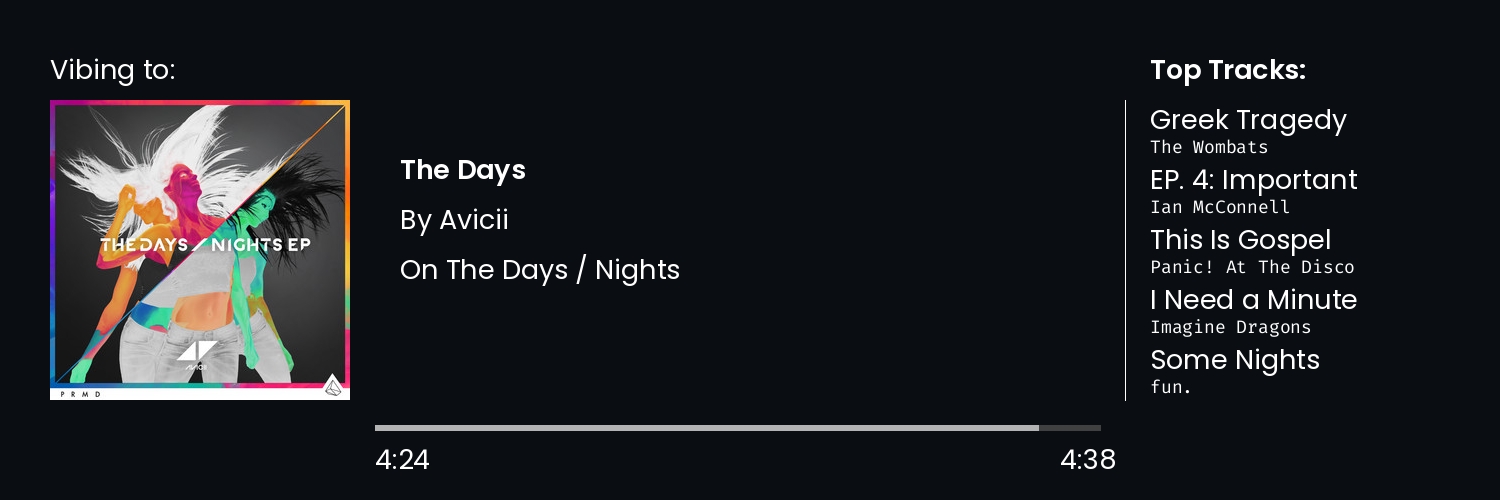 Vibing to:
THE DAYS / NIGHTS EP
AVICII
PRMD
The Days
By Avicii
On The Days / Nights
4:24
4:38
Top Tracks:
Greek Tragedy
The Wombats
EP. 4: Important
Ian McConnell
This Is Gospel
Panic! At The Disco
I Need a Minute
Imagine Dragons
Some Nights
fun.